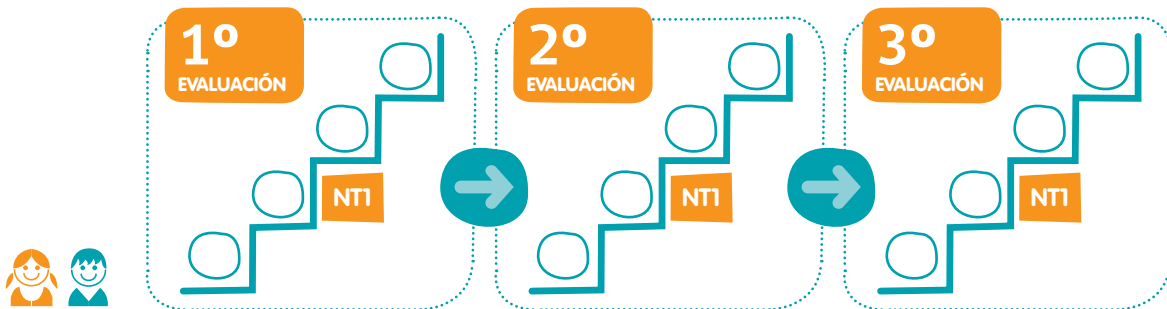 1º
EVALUACIÓN
NT1
2º
EVALUACIÓN
NT1
3º
EVALUACIÓN
NT1